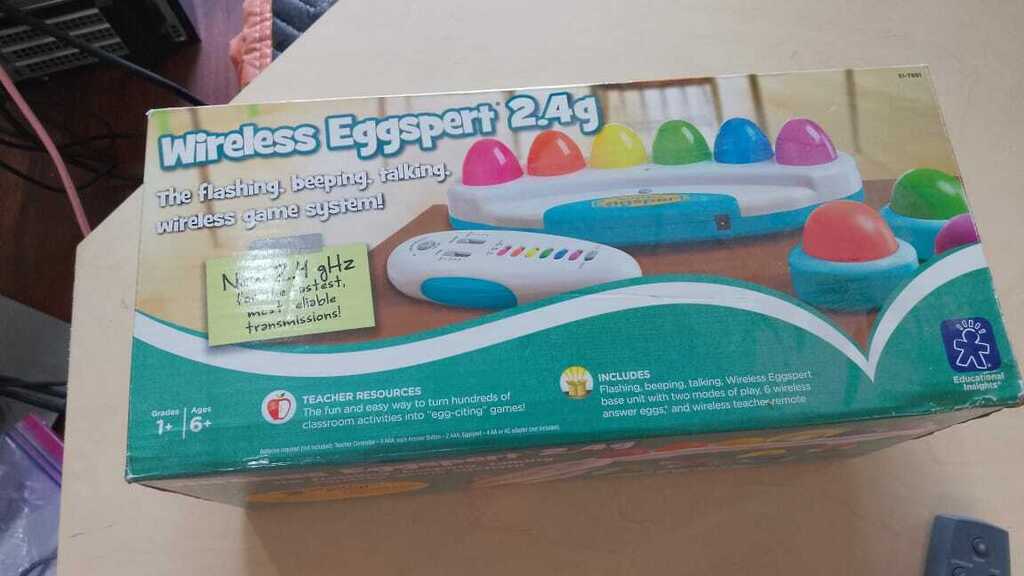 EI-7881
Wireless Eggspert 2.4g
The flashing, beeping, talking,
wireless game system!
2.4 gHz
transmissions!
Grades
1+
Ages
6+
TEACHER RESOURCES
The fun and easy way to turn hundreds of
classroom activities into "egg-citing" games!
INCLUDES
Flashing, beeping, talking, Wireless Eggspert
base unit with two modes of play, 6 wireless
answer eggs,* and wireless teacher remote
Educational
Insights